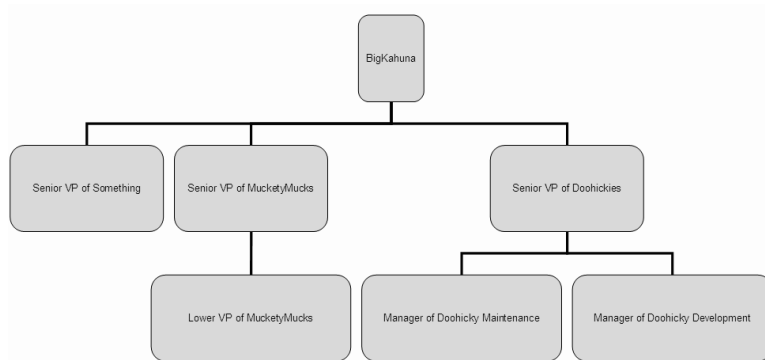 BigKahuna
Senior VP of Something
Senior VP of MucketyMucks
Senior VP of Doohickies
Lower VP of MucketyMucks
Manager of Doohicky Maintenance
Manager of Doohicky Development